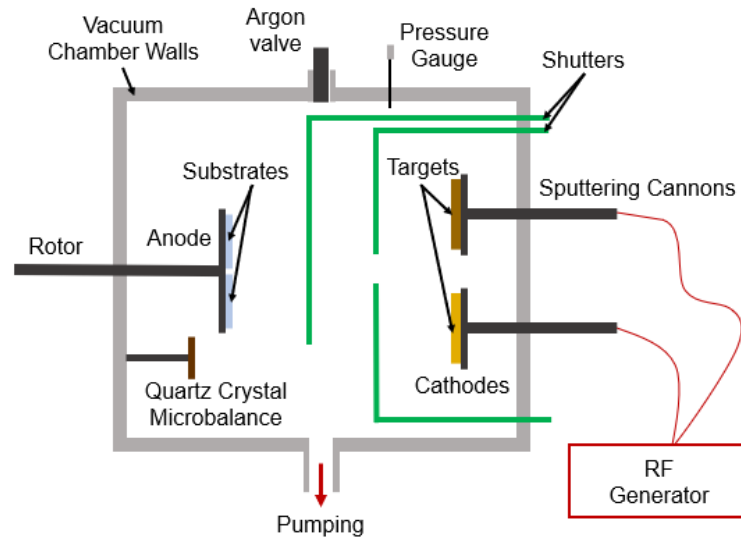 Argon
valve
Vacuum
Chamber Walls
Pressure
Gauge
Shutters
Substrates
Targets
Sputtering Cannons
Anode
Rotor
Quartz Crystal
Microbalance
Cathodes
RF
Generator
Pumping